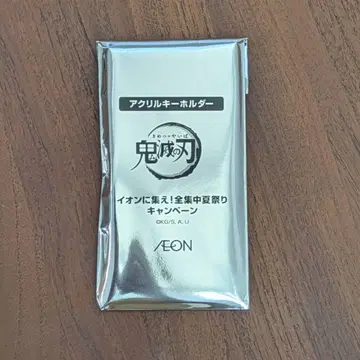 アクリルキーホルダー
きめつのやいば
鬼滅の刃
イオンに集え!全集中夏祭り
キャンペーン
©KG/S, A, U
ÆON